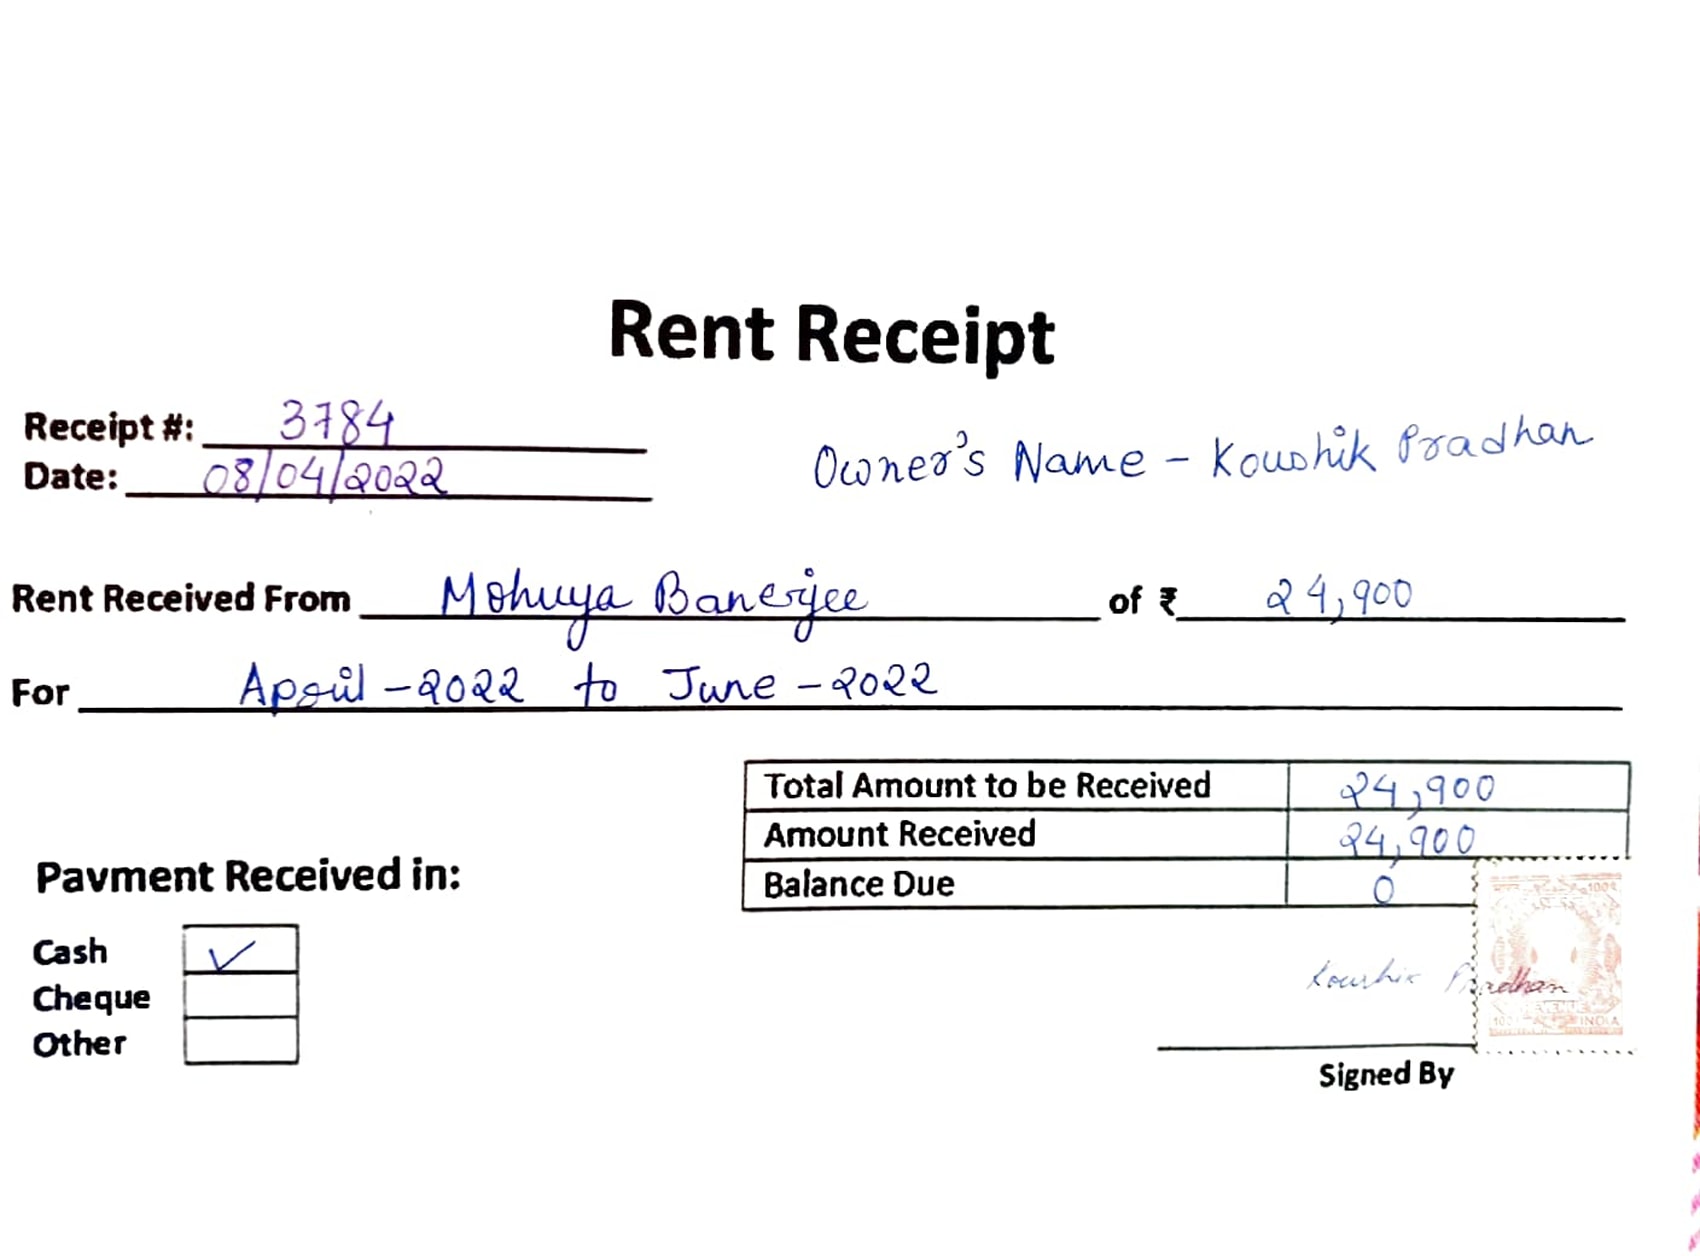 Rent Receipt
Receipt #: 3784
Owner's Name - Koushik Pradhan
Date: 08/04/2022
Rent Received From Mohuya Banerjee of ₹ 24,900
For April - 2022 to June - 2022
Total Amount to be Received 24,900
Amount Received 24,900
Balance Due 0
Payment Received in:
Cash ✓
Cheque
Other
Koushik Pradhan
INDIA
Signed By